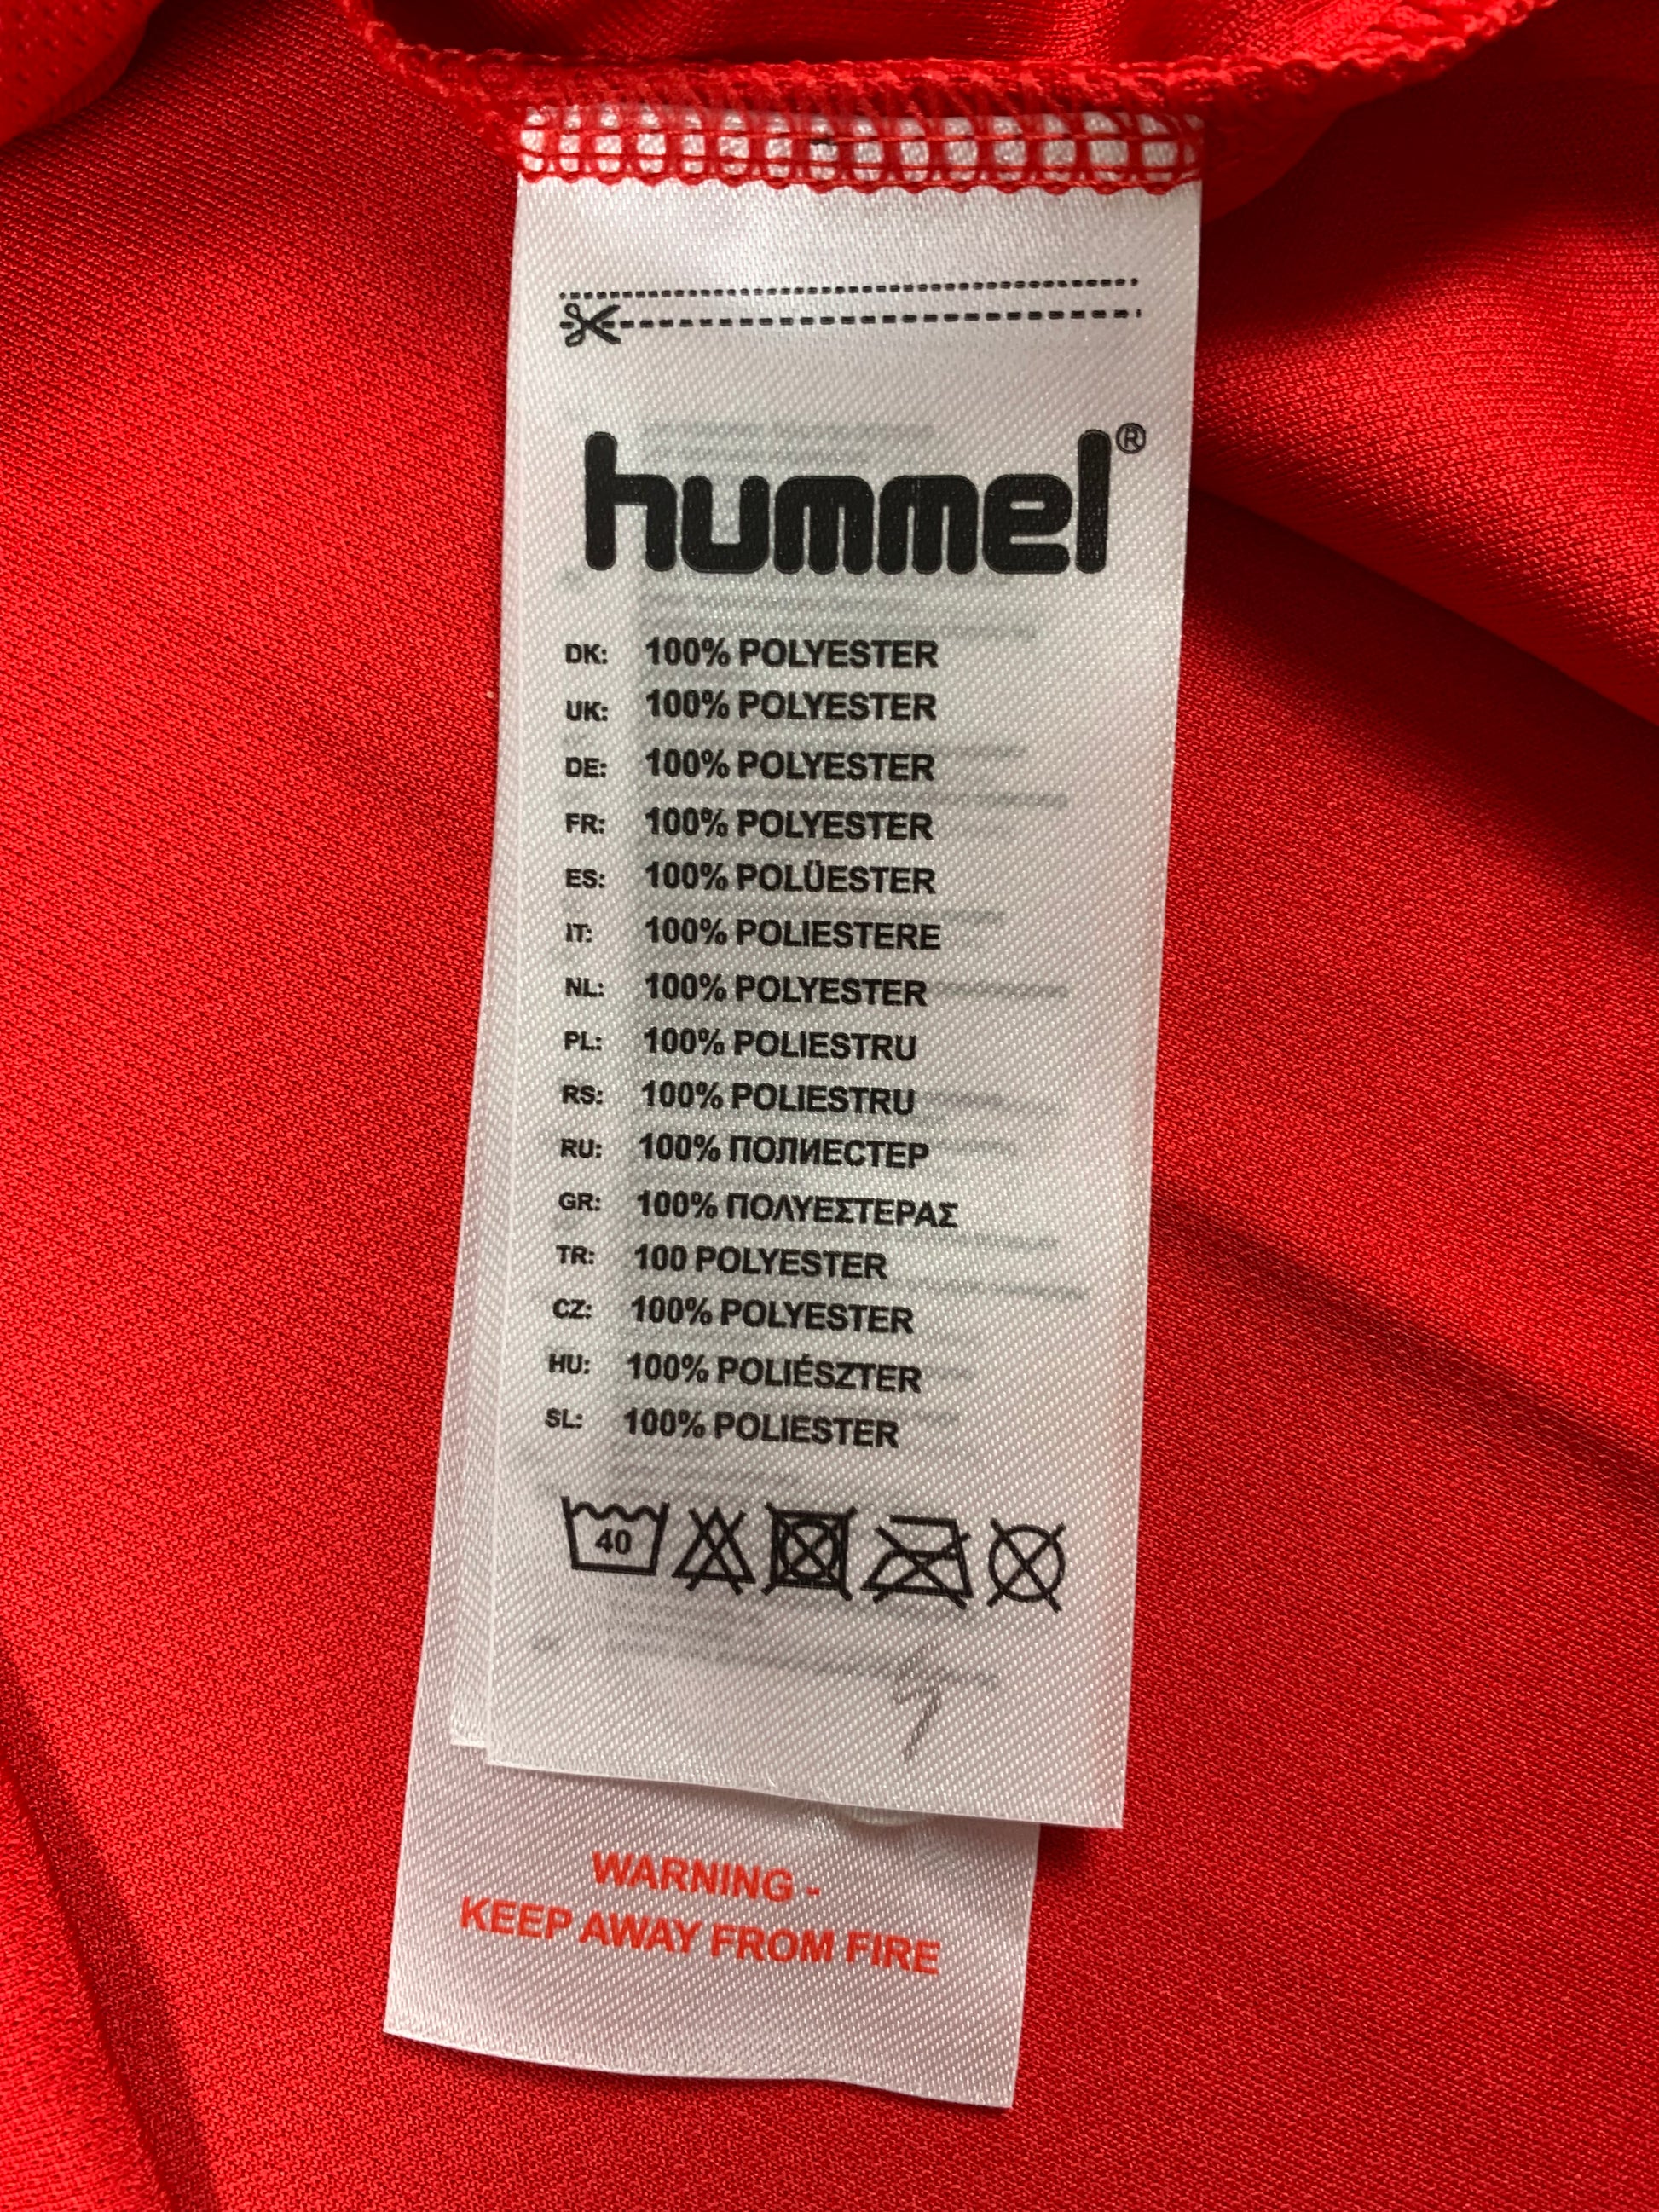 hummel®
DK: 100% POLYESTER
UK: 100% POLYESTER
DE: 100% POLYESTER
FR: 100% POLYESTER
ES: 100% POLÜESTER
IT: 100% POLIESTERE
NL: 100% POLYESTER
PL: 100% POLIESTRU
RS: 100% POLIESTRU
RU: 100% ПОЛИЕСТЕР
GR: 100% ΠΟΛΥΕΣΤΕΡΑΣ
TR: 100 POLYESTER
CZ: 100% POLYESTER
HU: 100% POLIÉSZTER
SL: 100% POLIESTER
40
WARNING -
KEEP AWAY FROM FIRE